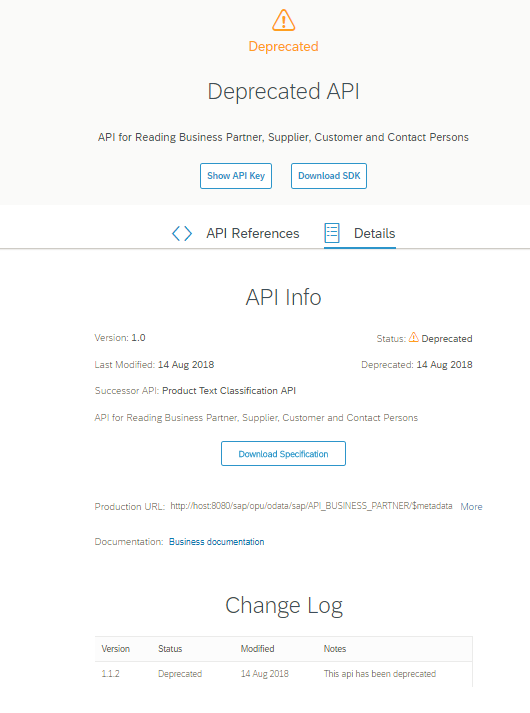 Deprecated
Deprecated API
API for Reading Business Partner, Supplier, Customer and Contact Persons
Show API Key Download SDK
API References Details
API Info
Version: 1.0 Status: Deprecated
Last Modified: 14 Aug 2018 Deprecated: 14 Aug 2018
Successor API: Product Text Classification API
API for Reading Business Partner, Supplier, Customer and Contact Persons
Download Specification
Production URL: http://host:8080/sap/opu/odata/sap/API_BUSINESS_PARTNER/$metadata More
Documentation: Business documentation
Change Log
Version Status Modified Notes
1.1.2 Deprecated 14 Aug 2018 This api has been deprecated